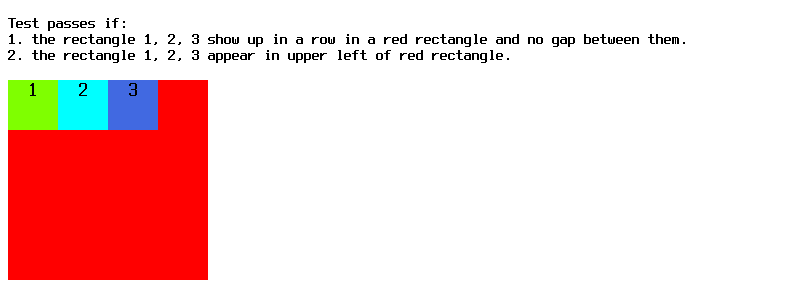 Test passes if:
1. the rectangle 1, 2, 3 show up in a row in a red rectangle and no gap between them.
2. the rectangle 1, 2, 3 appear in upper left of red rectangle.
1 2 3